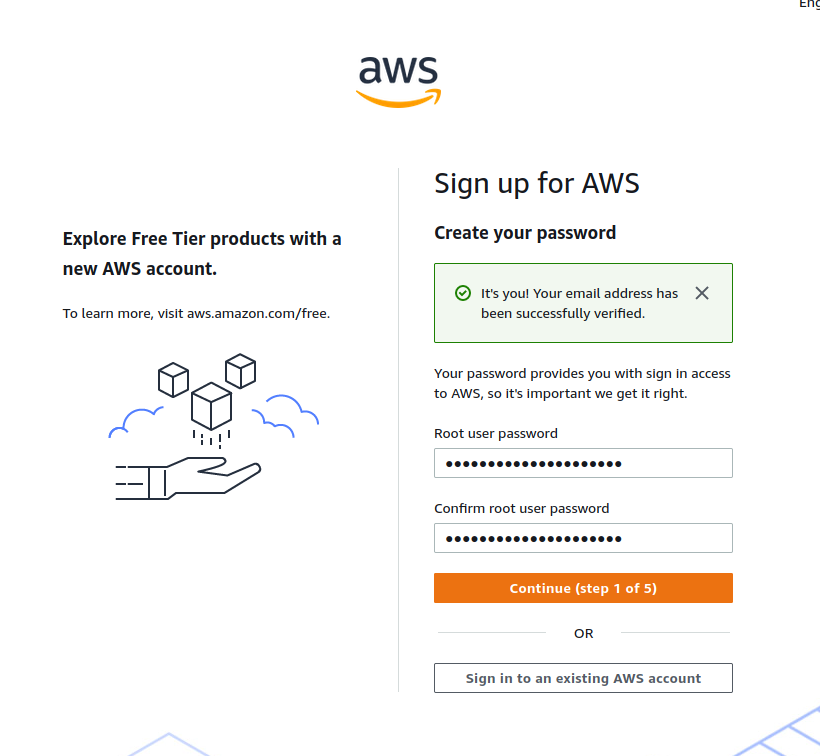 Eng
aws
Explore Free Tier products with a
new AWS account.
To learn more, visit aws.amazon.com/free.
Sign up for AWS
Create your password
It's you! Your email address has
been successfully verified.
Your password provides you with sign in access
to AWS, so it's important we get it right.
Root user password
●●●●●●●●●●●●●●●●●●●●●
Confirm root user password
●●●●●●●●●●●●●●●●●●●●●
Continue (step 1 of 5)
OR
Sign in to an existing AWS account